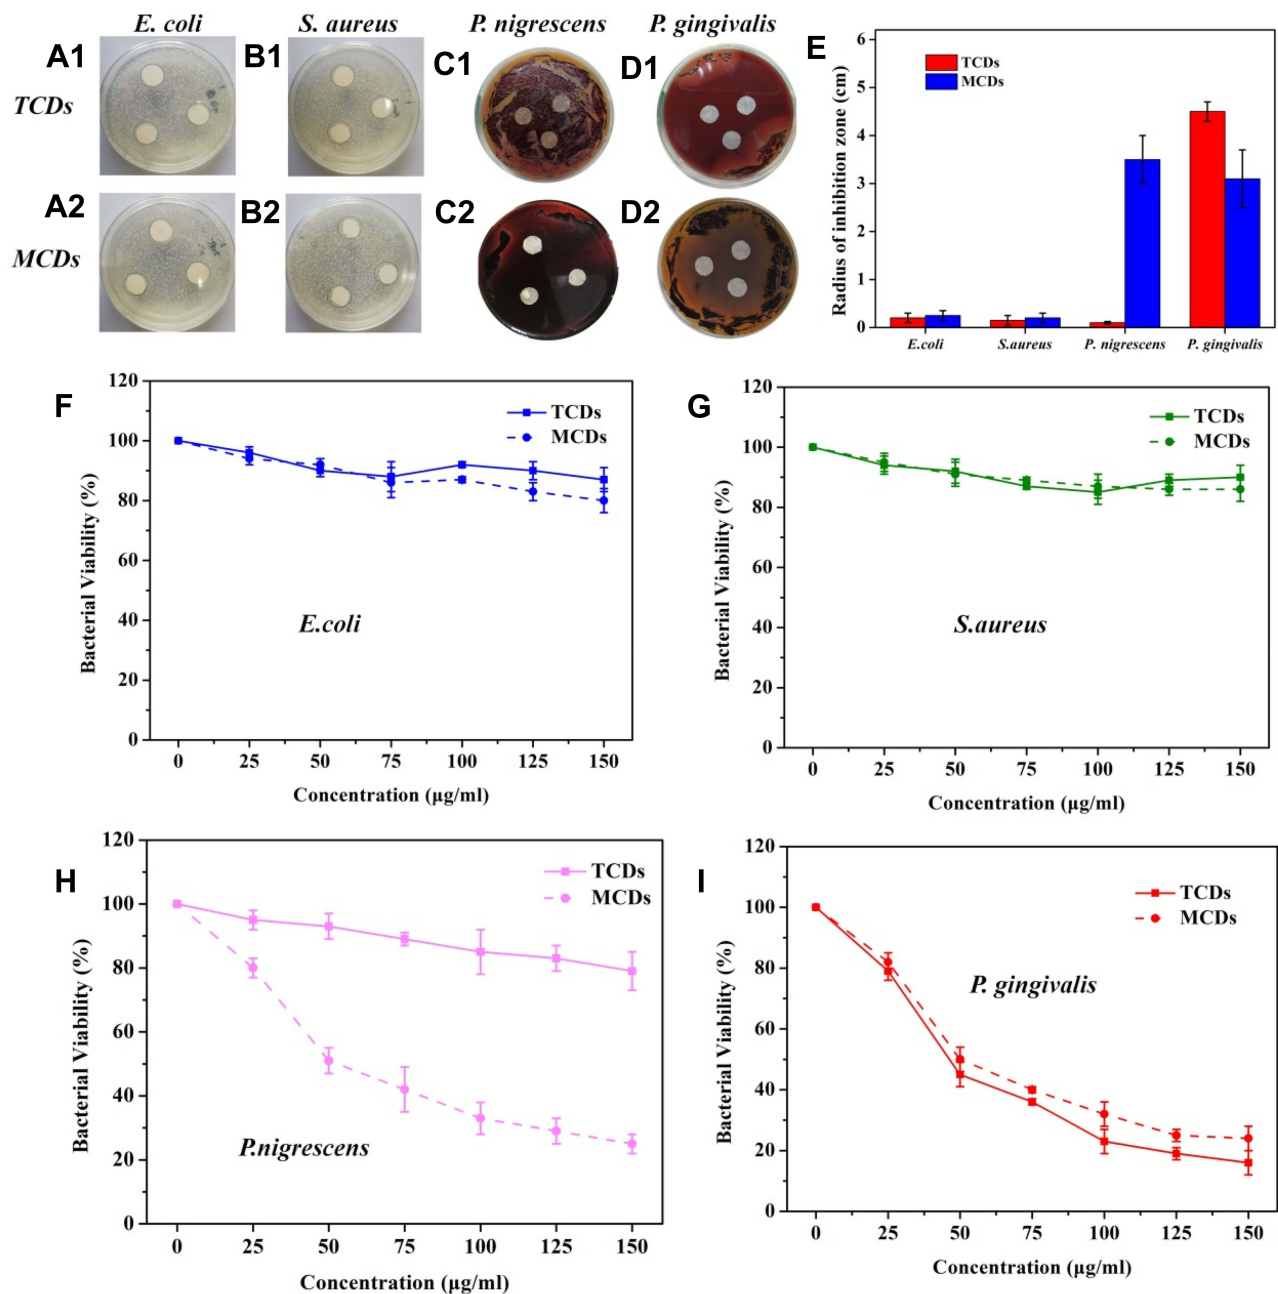 E. coli
S. aureus
P. nigrescens
P. gingivalis
A1
B1
C1
D1
TCDs
A2
B2
C2
D2
MCDs
E
Radius of inhibition zone (cm)
6
5
4
3
2
1
0
TCDs
MCDs
E.coli
S.aureus
P. nigrescens
P. gingivalis
F
Bacterial Viability (%)
120
100
80
60
40
20
0
TCDs
MCDs
E.coli
0 25 50 75 100 125 150
Concentration (μg/ml)
G
Bacterial Viability (%)
120
100
80
60
40
20
0
TCDs
MCDs
S.aureus
0 25 50 75 100 125 150
Concentration (μg/ml)
H
Bacterial Viability (%)
120
100
80
60
40
20
0
TCDs
MCDs
P.nigrescens
0 25 50 75 100 125 150
Concentration (μg/ml)
I
Bacterial Viability (%)
120
100
80
60
40
20
0
TCDs
MCDs
P. gingivalis
0 25 50 75 100 125 150
Concentration (μg/ml)